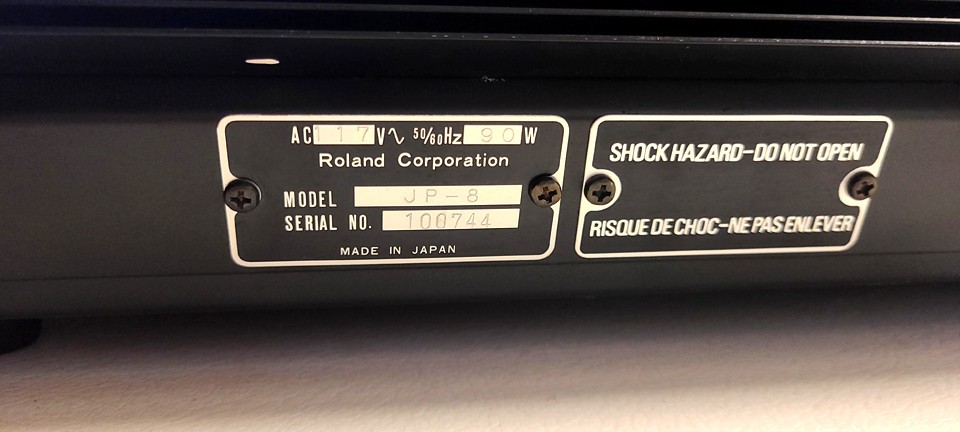 AC 117 V∿ 50/60Hz 90 W
Roland Corporation
MODEL JP-8
SERIAL NO. 100744
MADE IN JAPAN
SHOCK HAZARD-DO NOT OPEN
RISQUE DE CHOC-NE PAS ENLEVER